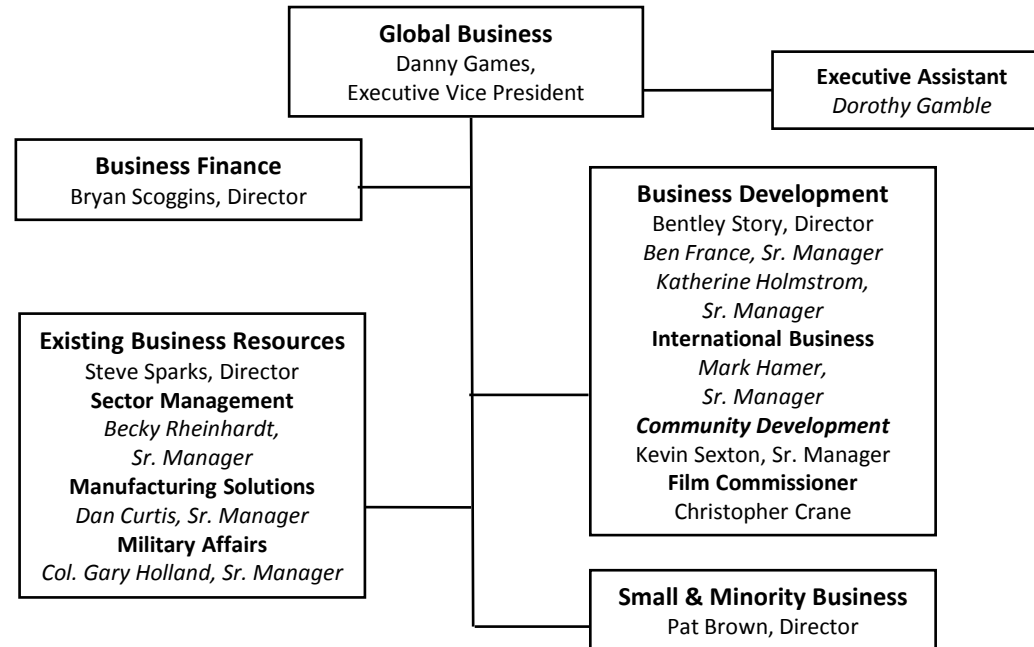 Global Business
Danny Games,
Executive Vice President
Executive Assistant
Dorothy Gamble
Business Finance
Bryan Scoggins, Director
Business Development
Bentley Story, Director
Ben France, Sr. Manager
Katherine Holmstrom,
Sr. Manager
International Business
Mark Hamer,
Sr. Manager
Community Development
Kevin Sexton, Sr. Manager
Film Commissioner
Christopher Crane
Existing Business Resources
Steve Sparks, Director
Sector Management
Becky Rheinhardt,
Sr. Manager
Manufacturing Solutions
Dan Curtis, Sr. Manager
Military Affairs
Col. Gary Holland, Sr. Manager
Small & Minority Business
Pat Brown, Director